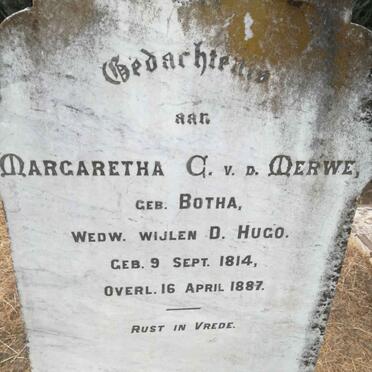 Gedachtenis
aan
MARGARETHA C. V. D. MERWE,
GEB. BOTHA,
WEDW. WIJLEN D. HUGO.
GEB. 9 SEPT. 1814,
OVERL. 16 APRIL 1887.
RUST IN VREDE.